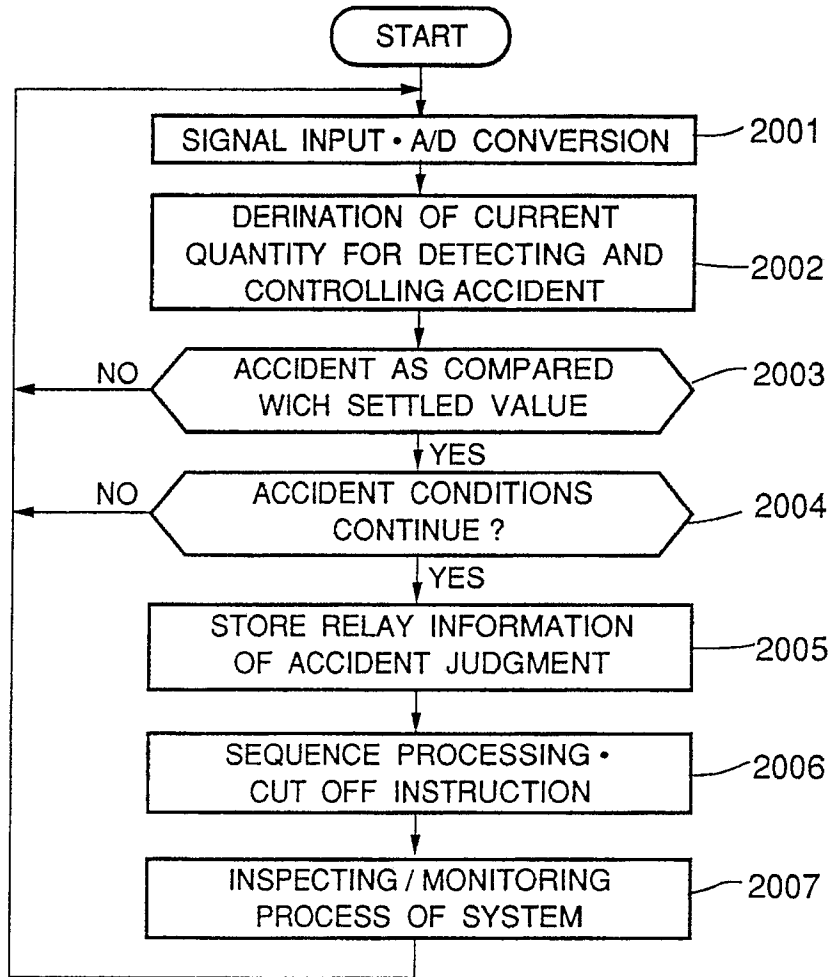 START
SIGNAL INPUT • A/D CONVERSION
2001
DERINATION OF CURRENT
QUANTITY FOR DETECTING AND
CONTROLLING ACCIDENT
2002
NO
ACCIDENT AS COMPARED
WICH SETTLED VALUE
2003
YES
NO
ACCIDENT CONDITIONS
CONTINUE ?
2004
YES
STORE RELAY INFORMATION
OF ACCIDENT JUDGMENT
2005
SEQUENCE PROCESSING •
CUT OFF INSTRUCTION
2006
INSPECTING / MONITORING
PROCESS OF SYSTEM
2007